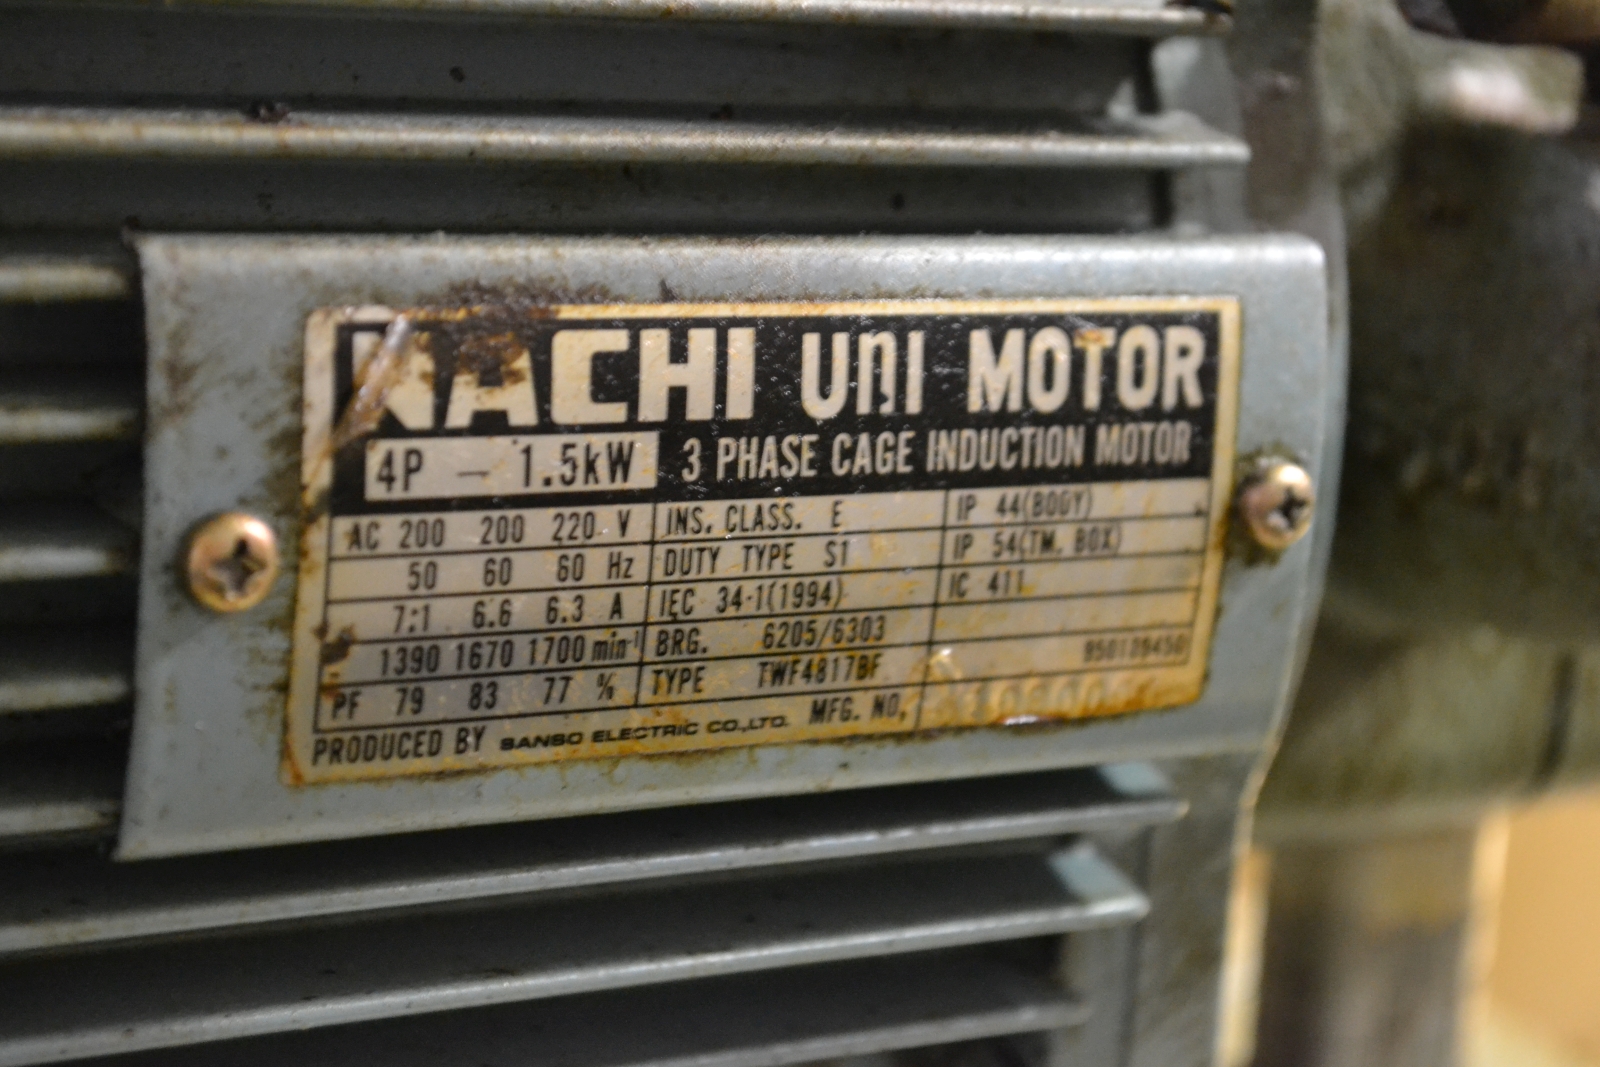 NACHI UNI MOTOR
4P - 1.5kW 3 PHASE CAGE INDUCTION MOTOR
AC 200 200 220 V INS. CLASS. E IP 44(BODY)
50 60 60 Hz DUTY TYPE S1 IP 54(TM. BOX)
7.1 6.6 6.3 A IEC 34-1(1994) IC 411
1390 1670 1700 min-1 BRG. 6205/6303
PF 79 83 77 % TYPE TWF4817BF
PRODUCED BY SANSO ELECTRIC CO.,LTD. MFG. NO.